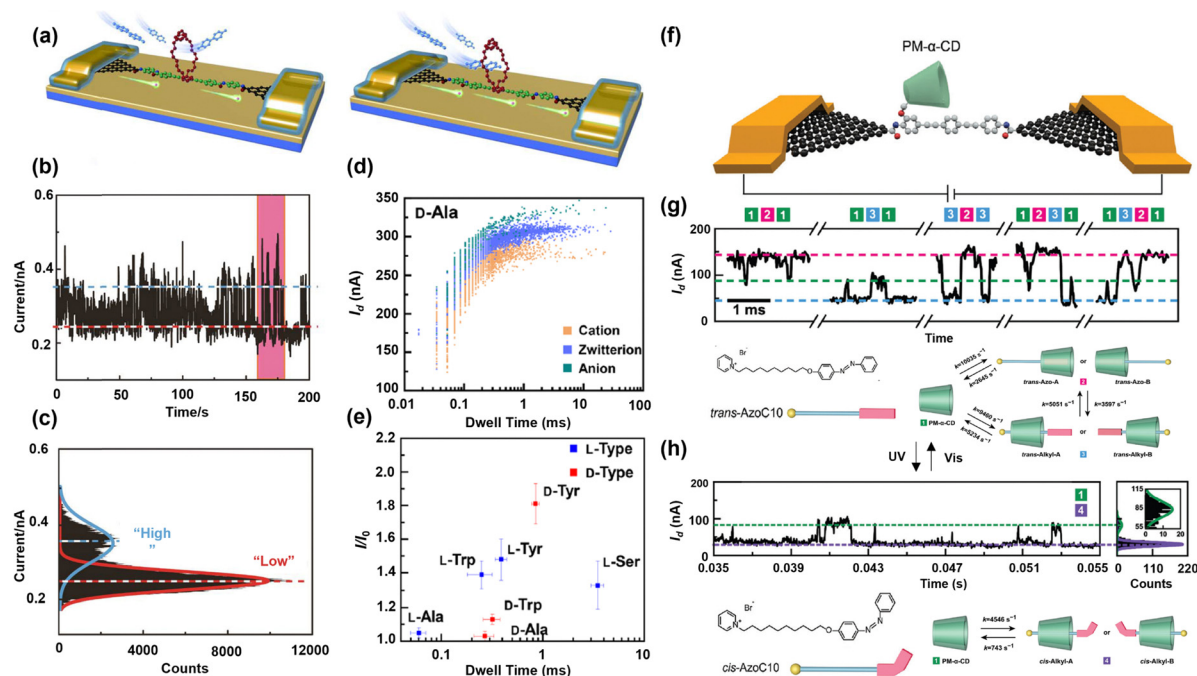 (a)
(b)
Current/nA
0.6
0.4
0.2
0
50
100
150
200
Time/s
(c)
Current/nA
0.6
0.4
0.2
"High
"
"Low"
0
4000
8000
12000
Counts
(d)
D-Ala
I_d (nA)
350
325
300
275
250
225
200
175
150
125
100
Cation
Zwitterion
Anion
0.01
0.1
1
10
100
Dwell Time (ms)
(e)
I/I_0
2.2
2.0
1.8
1.6
1.4
1.2
1.0
L-Type
D-Type
D-Tyr
L-Tyr
L-Trp
L-Ser
L-Ala
D-Trp
D-Ala
0.1
1
10
Dwell Time (ms)
(f)
PM-α-CD
(g)
1 2 1
1 3 1
3 2 3
1 2 3 1
1 3 2 1
I_d (nA)
200
100
0
1 ms
Time
Br⁻
N⁺
O
N
N
trans-AzoC10
1 PM-α-CD
k=10035 s⁻¹
k=2645 s⁻¹
trans-Azo-A
or
2
trans-Azo-B
k=5051 s⁻¹
k=3597 s⁻¹
k=9460 s⁻¹
k=5234 s⁻¹
trans-Alkyl-A
or
3
trans-Alkyl-B
UV
Vis
(h)
1
4
I_d (nA)
200
100
0
0.035
0.039
0.043
0.047
0.051
0.055
Time (s)
115
85
55
0 10 20
0
110
220
Counts
Br⁻
N⁺
O
N
N
cis-AzoC10
1 PM-α-CD
k=4546 s⁻¹
k=743 s⁻¹
cis-Alkyl-A
or
4
cis-Alkyl-B